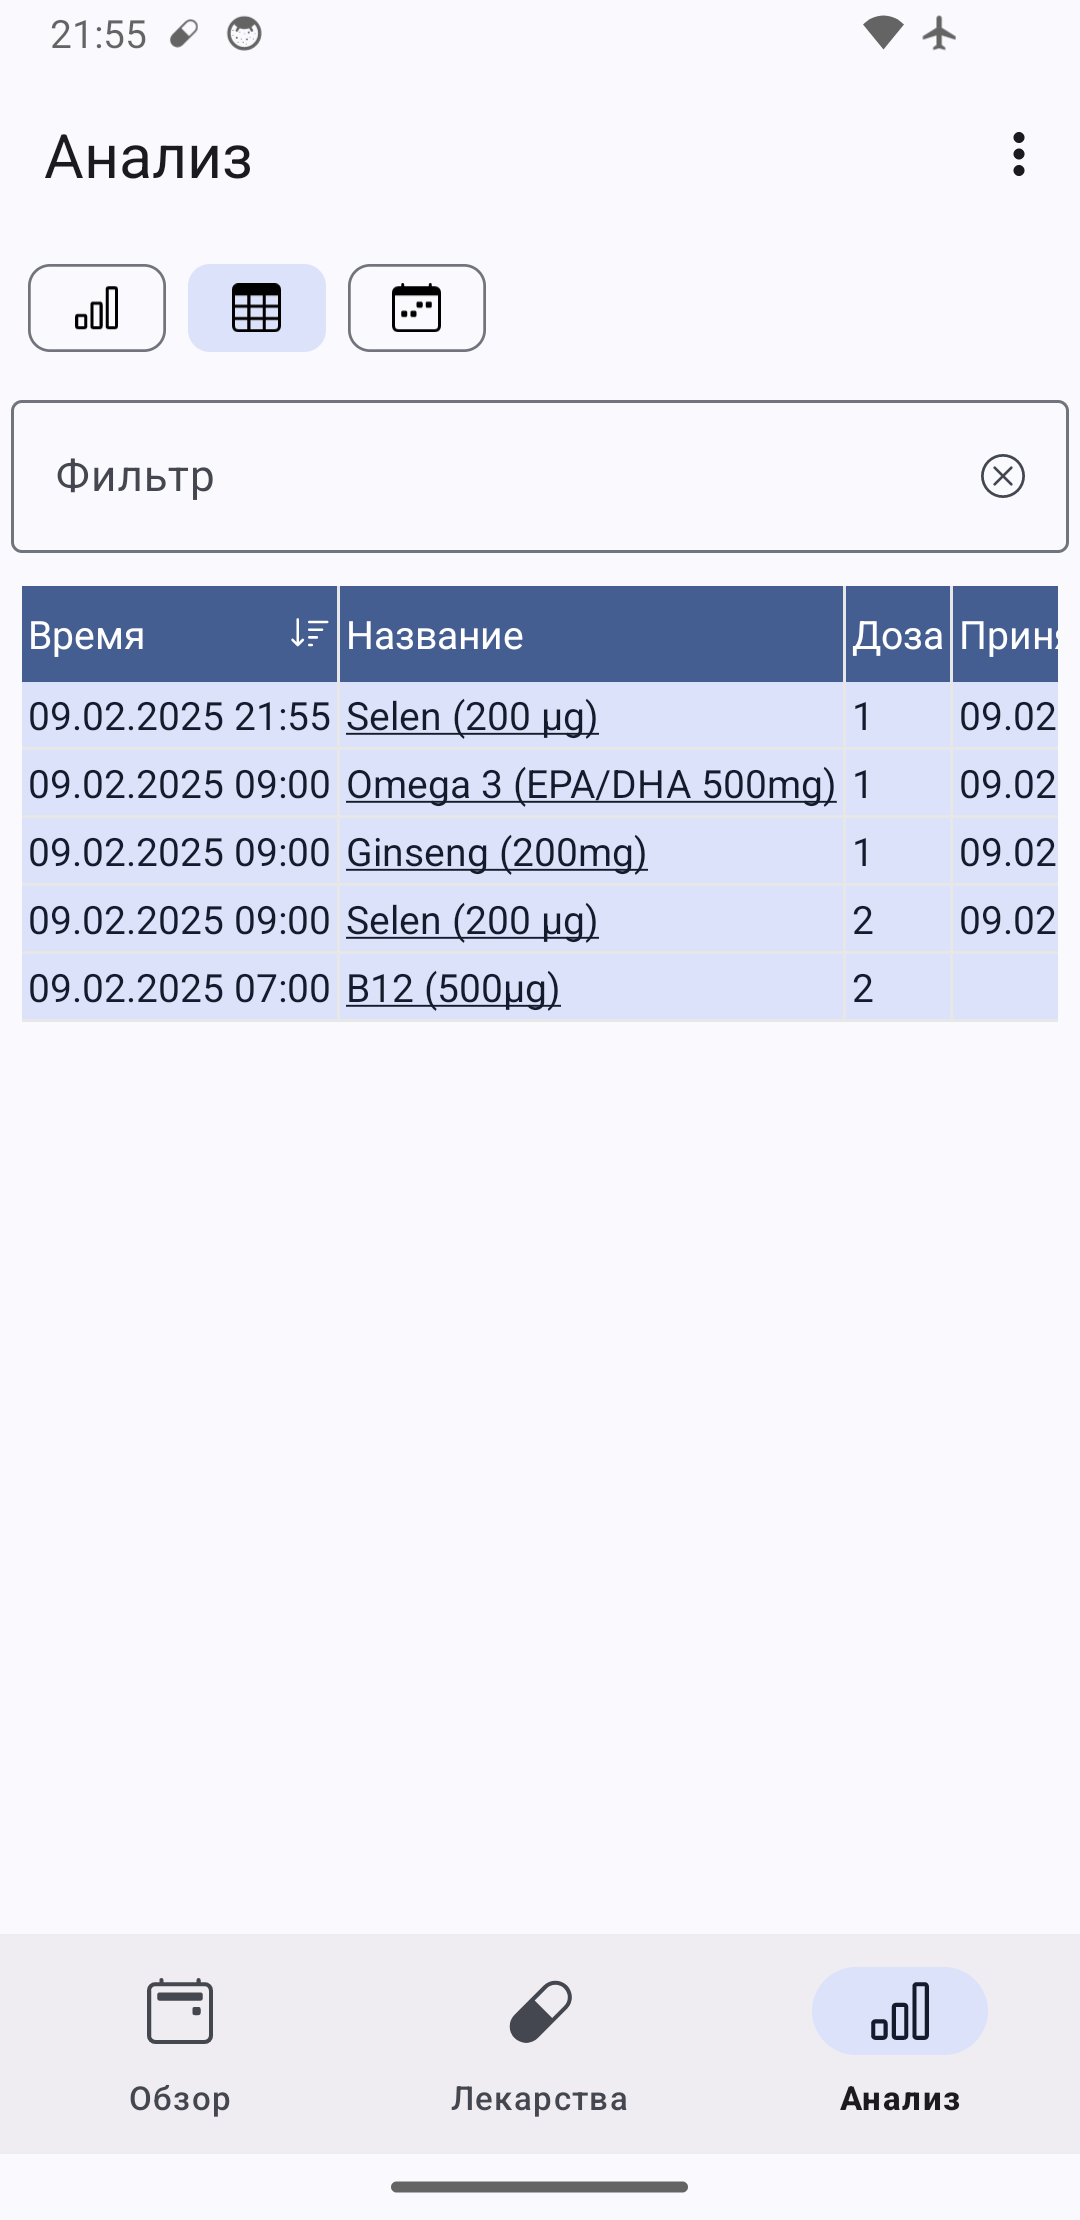 21:55
Анализ
Фильтр
Время Название Доза
09.02.2025 21:55 Selen (200 µg) 1 09.02
09.02.2025 09:00 Omega 3 (EPA/DHA 500mg) 1 09.02
09.02.2025 09:00 Ginseng (200mg) 1 09.02
09.02.2025 09:00 Selen (200 µg) 2 09.02
09.02.2025 07:00 B12 (500µg) 2
Обзор Лекарства Анализ